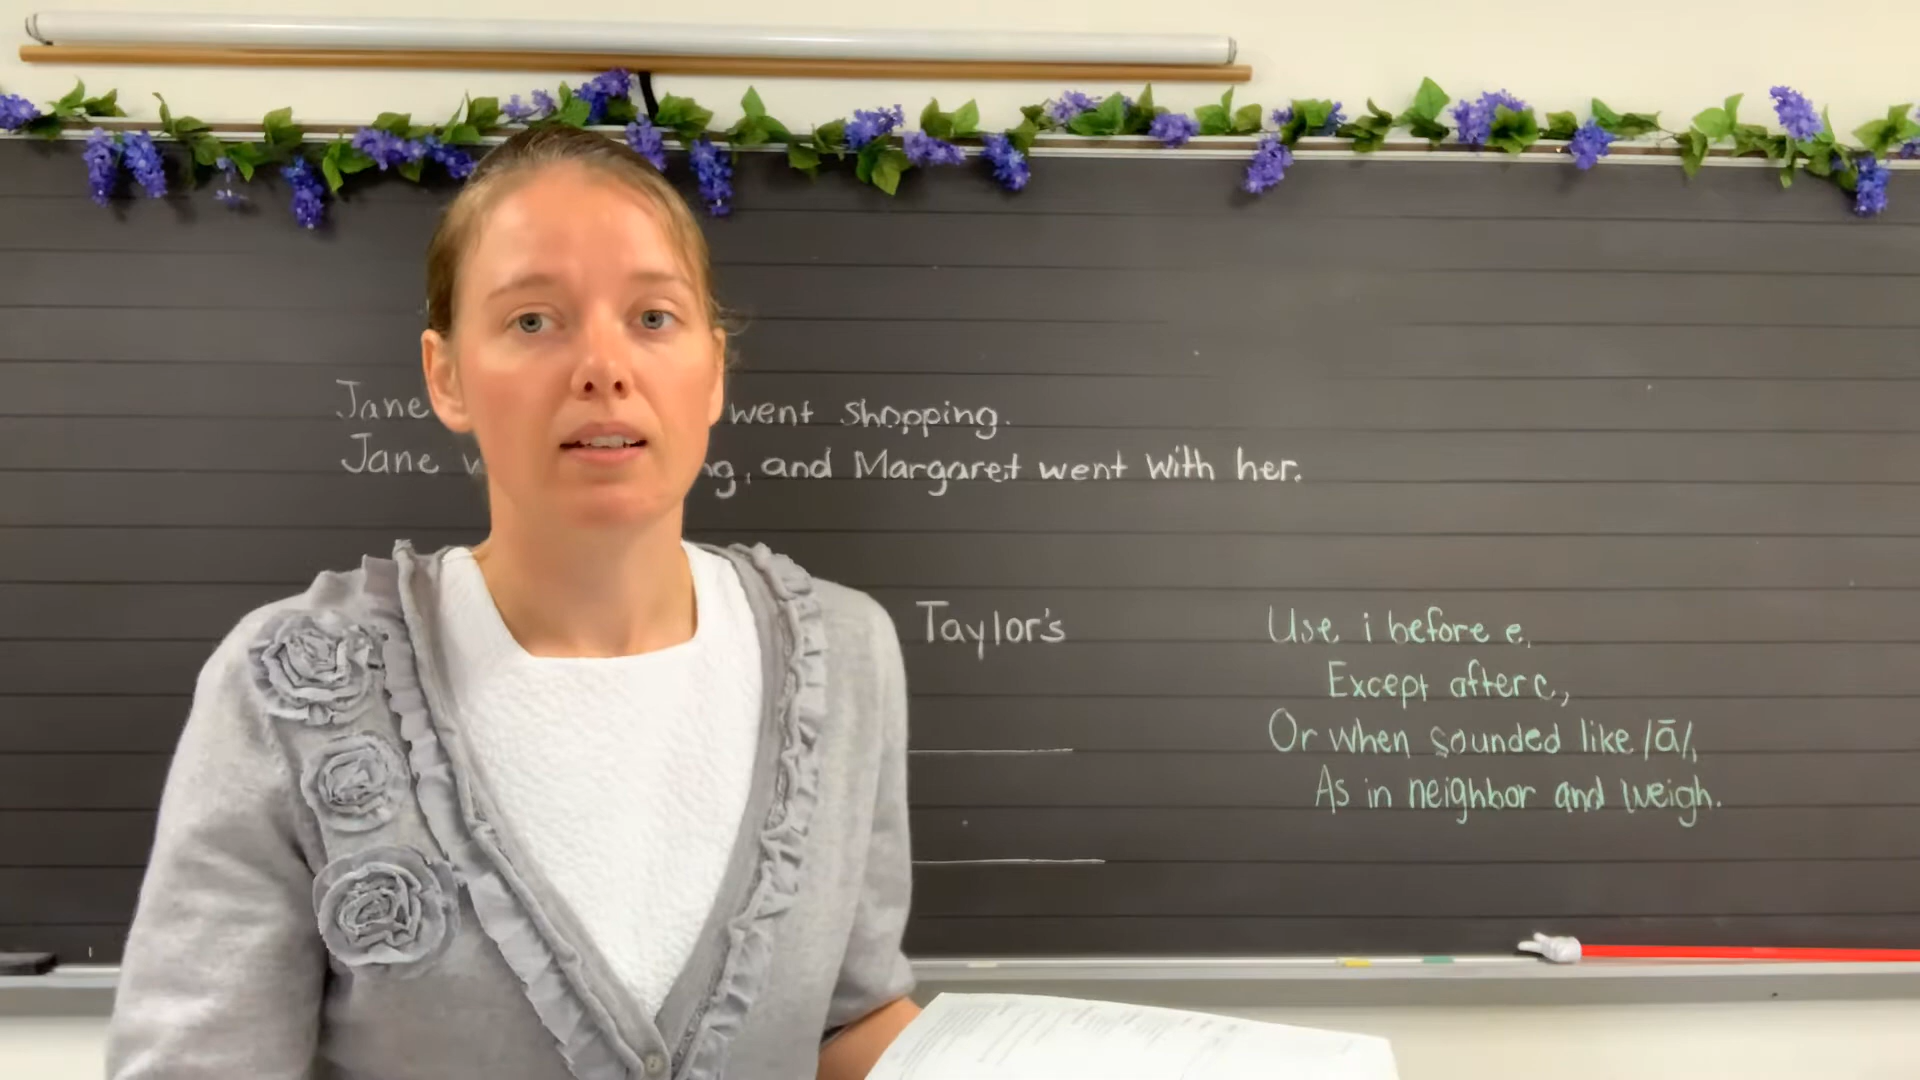 Jane went shopping.
Jane ng, and Margaret went with her.
Taylor's
Use i before e,
Except after c,
Or when sounded like /ā/,
As in neighbor and weigh.